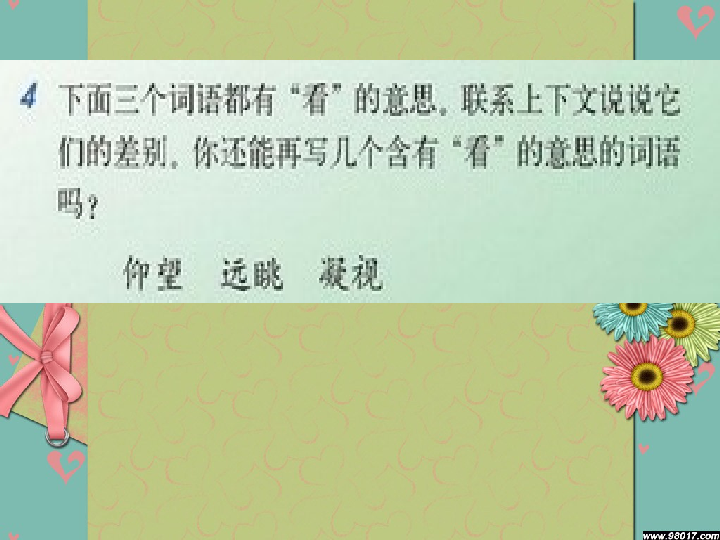 4 下面三个词语都有“看”的意思。联系上下文说说它
们的差别。你还能再写几个含有“看”的意思的词语
吗？
仰望 远眺 凝视
www.98017.com